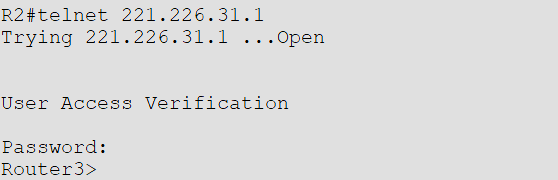 R2#telnet 221.226.31.1
Trying 221.226.31.1 ...Open
User Access Verification
Password:
Router3>